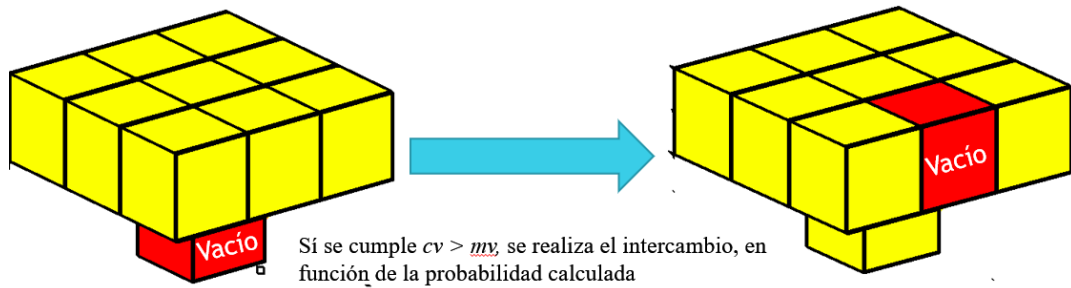 Vacío
Vacío
Sí se cumple cv > mv, se realiza el intercambio, en
función de la probabilidad calculada